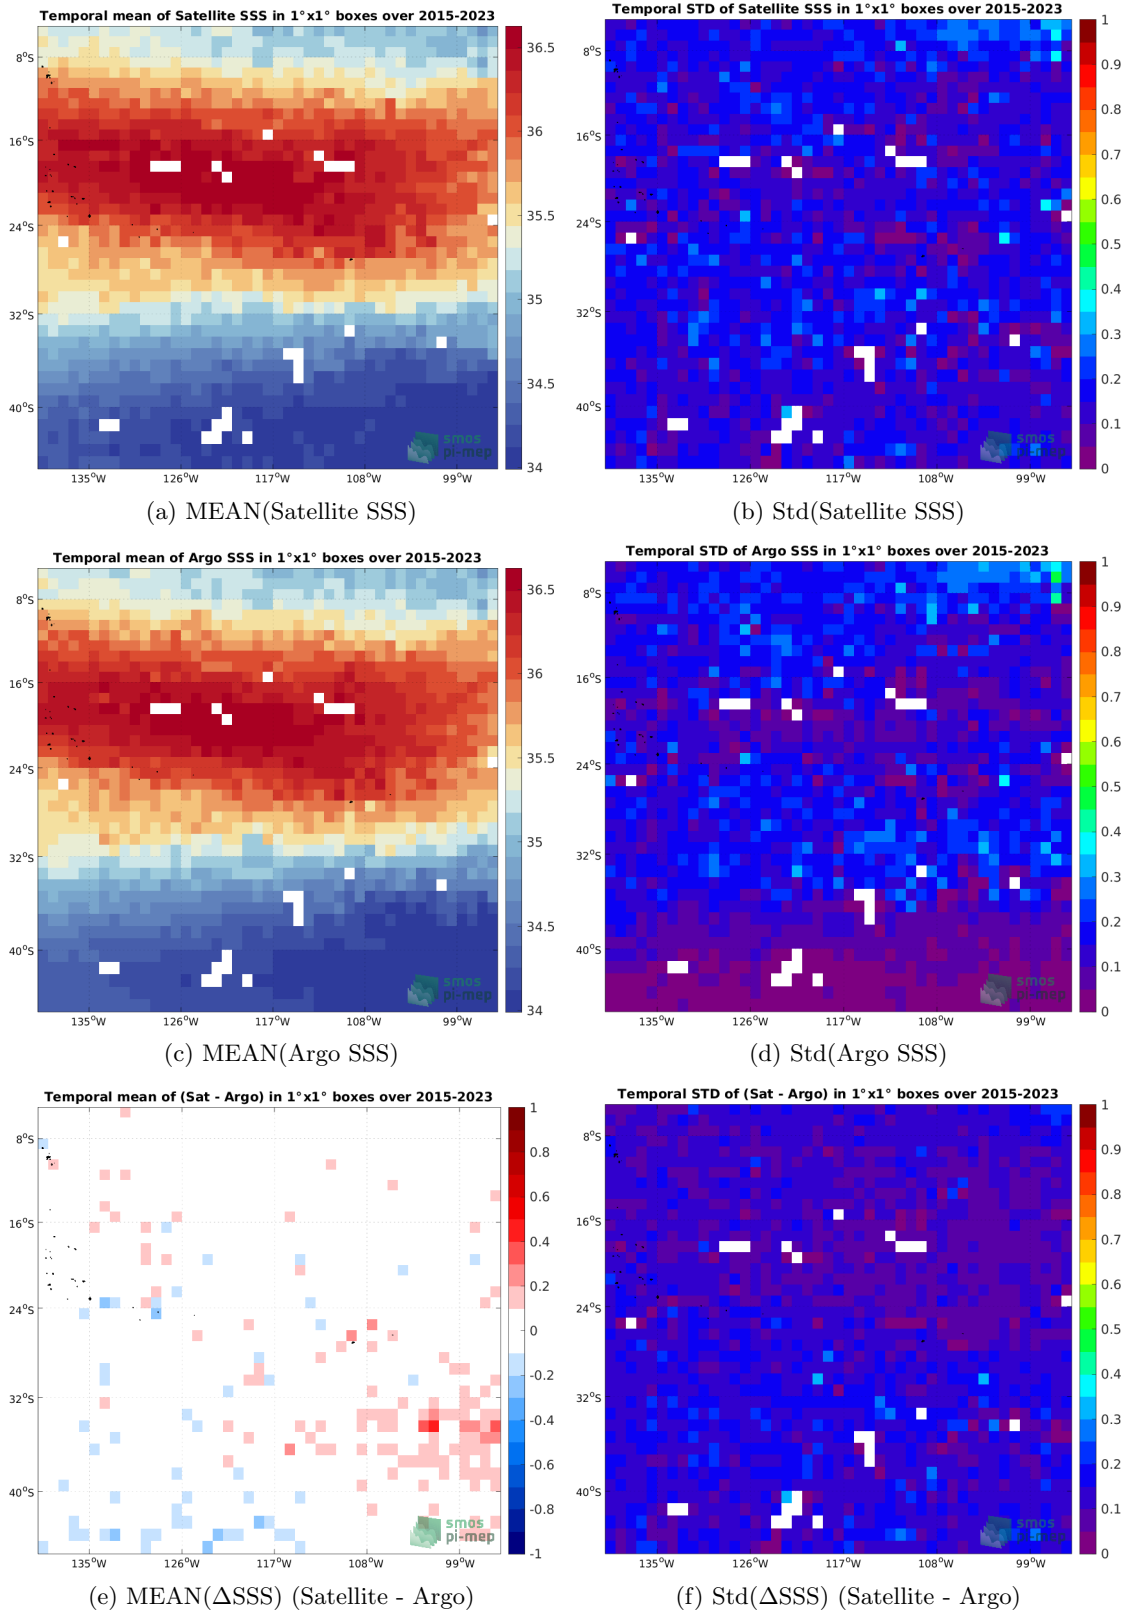 Temporal mean of Satellite SSS in 1°x1° boxes over 2015-2023
8°S
16°S
24°S
32°S
40°S
135°W
126°W
117°W
108°W
99°W
36.5
36
35.5
35
34.5
34
smos
pi-mep
(a) MEAN(Satellite SSS)
Temporal STD of Satellite SSS in 1°x1° boxes over 2015-2023
8°S
16°S
24°S
32°S
40°S
135°W
126°W
117°W
108°W
99°W
1
0.9
0.8
0.7
0.6
0.5
0.4
0.3
0.2
0.1
0
smos
pi-mep
(b) Std(Satellite SSS)
Temporal mean of Argo SSS in 1°x1° boxes over 2015-2023
8°S
16°S
24°S
32°S
40°S
135°W
126°W
117°W
108°W
99°W
36.5
36
35.5
35
34.5
34
smos
pi-mep
(c) MEAN(Argo SSS)
Temporal STD of Argo SSS in 1°x1° boxes over 2015-2023
8°S
16°S
24°S
32°S
40°S
135°W
126°W
117°W
108°W
99°W
1
0.9
0.8
0.7
0.6
0.5
0.4
0.3
0.2
0.1
0
smos
pi-mep
(d) Std(Argo SSS)
Temporal mean of (Sat - Argo) in 1°x1° boxes over 2015-2023
8°S
16°S
24°S
32°S
40°S
135°W
126°W
117°W
108°W
99°W
1
0.8
0.6
0.4
0.2
0
-0.2
-0.4
-0.6
-0.8
-1
smos
pi-mep
(e) MEAN(ΔSSS) (Satellite - Argo)
Temporal STD of (Sat - Argo) in 1°x1° boxes over 2015-2023
8°S
16°S
24°S
32°S
40°S
135°W
126°W
117°W
108°W
99°W
1
0.9
0.8
0.7
0.6
0.5
0.4
0.3
0.2
0.1
0
smos
pi-mep
(f) Std(ΔSSS) (Satellite - Argo)